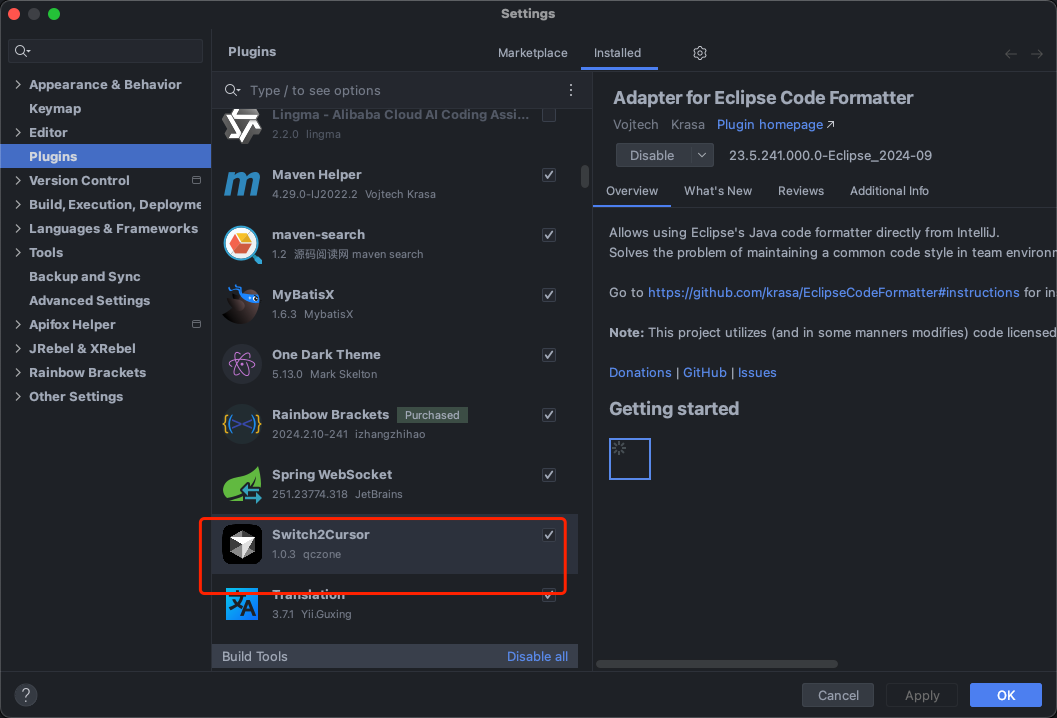 Settings
Appearance & Behavior
Keymap
Editor
Plugins
Version Control
Build, Execution, Deployme
Languages & Frameworks
Tools
Backup and Sync
Advanced Settings
Apifox Helper
JRebel & XRebel
Rainbow Brackets
Other Settings
Plugins
Marketplace
Installed
Type / to see options
Lingma - Alibaba Cloud AI Coding Assi...
2.2.0 lingma
Maven Helper
4.29.0-IJ2022.2 Vojtech Krasa
maven-search
1.2 源码阅读网 maven search
MyBatisX
1.6.3 MybatisX
One Dark Theme
5.13.0 Mark Skelton
Rainbow Brackets Purchased
2024.2.10-241 izhangzhihao
Spring WebSocket
251.23774.318 JetBrains
Switch2Cursor
1.0.3 qczone
Translation
3.7.1 Yii.Guxing
Build Tools Disable all
Adapter for Eclipse Code Formatter
Vojtech Krasa Plugin homepage ↗
Disable 23.5.241.000.0-Eclipse_2024-09
Overview What's New Reviews Additional Info
Allows using Eclipse's Java code formatter directly from IntelliJ.
Solves the problem of maintaining a common code style in team environm
Go to https://github.com/krasa/EclipseCodeFormatter#instructions for in
Note: This project utilizes (and in some manners modifies) code licensed
Donations | GitHub | Issues
Getting started
?
Cancel Apply OK